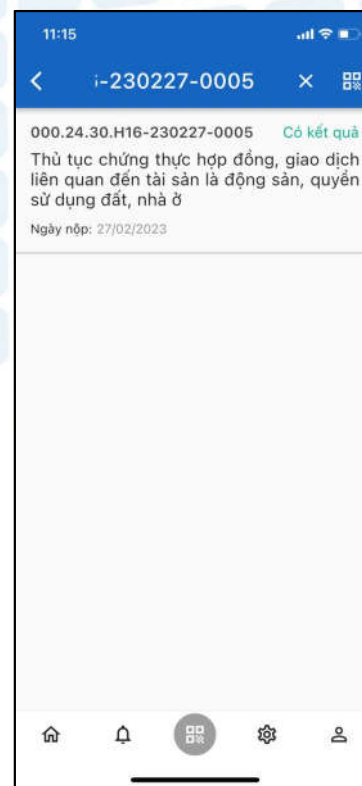 11:15
-230227-0005
000.24.30.H16-230227-0005 Có kết quả
Thủ tục chứng thực hợp đồng, giao dịch
liên quan đến tài sản là động sản, quyền
sử dụng đất, nhà ở
Ngày nộp: 27/02/2023